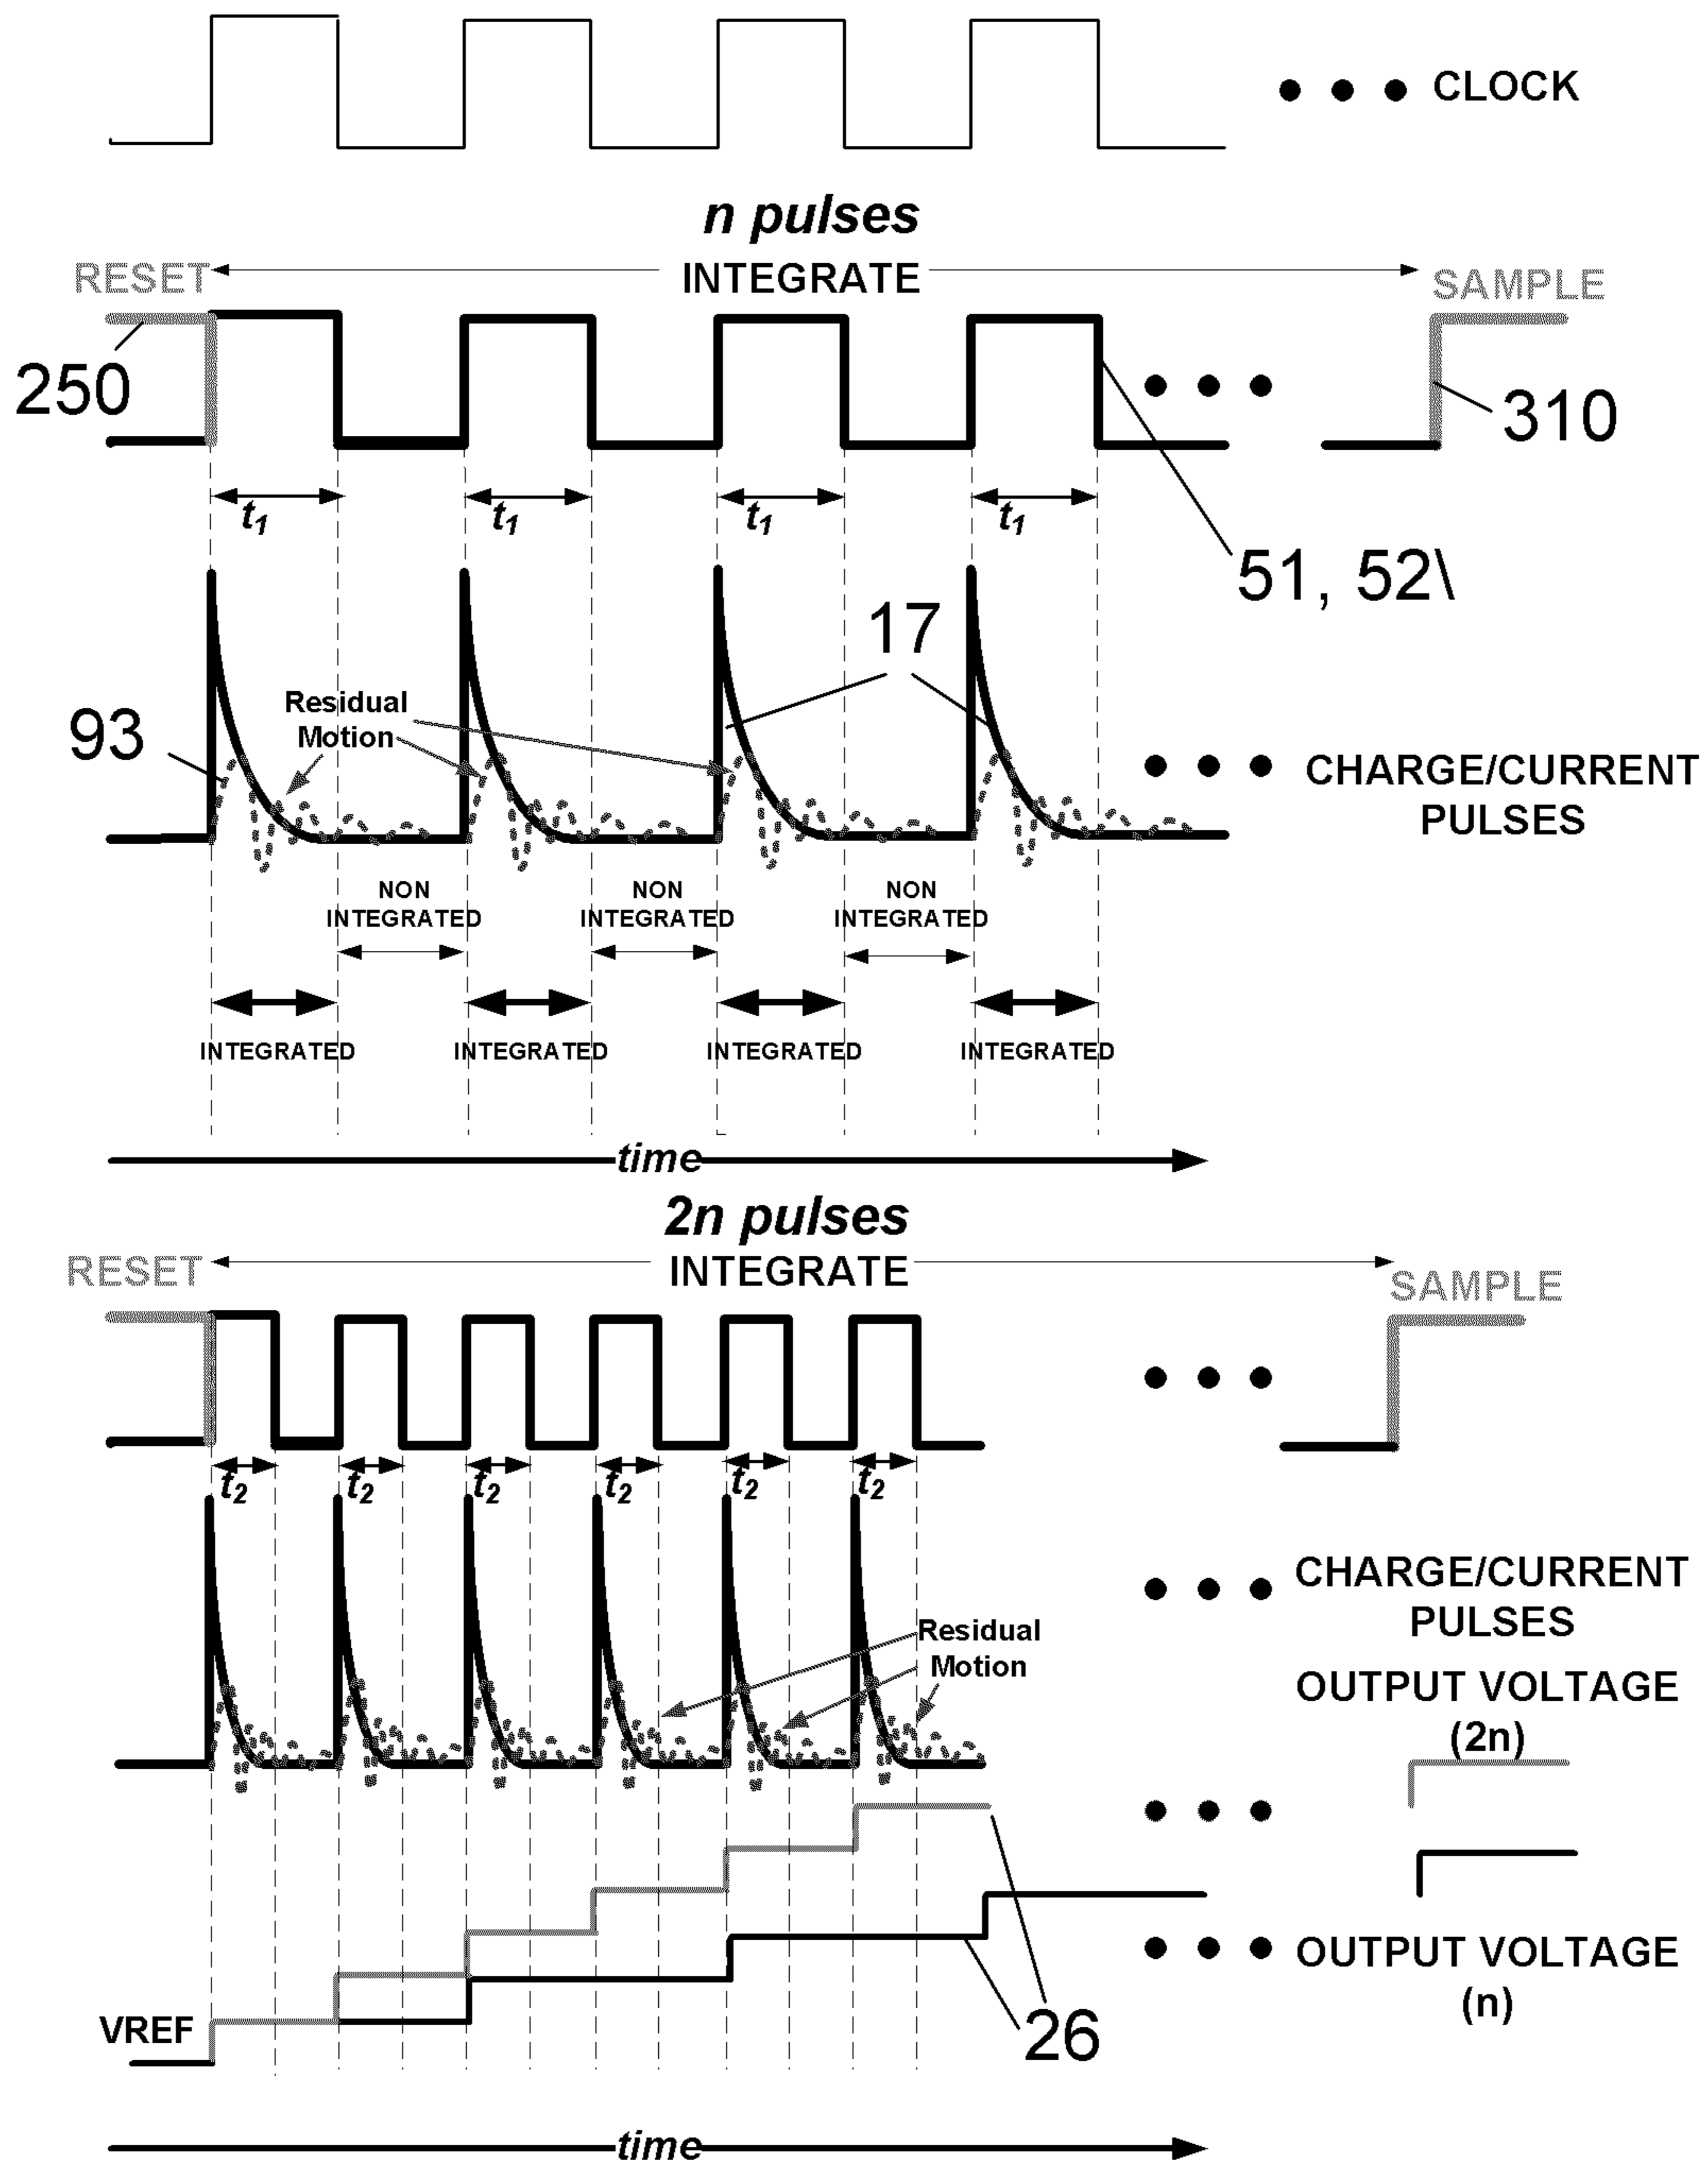 CLOCK
n pulses
RESET
INTEGRATE
SAMPLE
250
310
t1
t1
t1
t1
51, 52\
17
Residual
Motion
93
CHARGE/CURRENT
PULSES
NON
INTEGRATED
NON
INTEGRATED
NON
INTEGRATED
INTEGRATED
INTEGRATED
INTEGRATED
INTEGRATED
time
2n pulses
RESET
INTEGRATE
SAMPLE
t2
t2
t2
t2
t2
t2
CHARGE/CURRENT
PULSES
Residual
Motion
OUTPUT VOLTAGE
(2n)
OUTPUT VOLTAGE
(n)
VREF
26
time